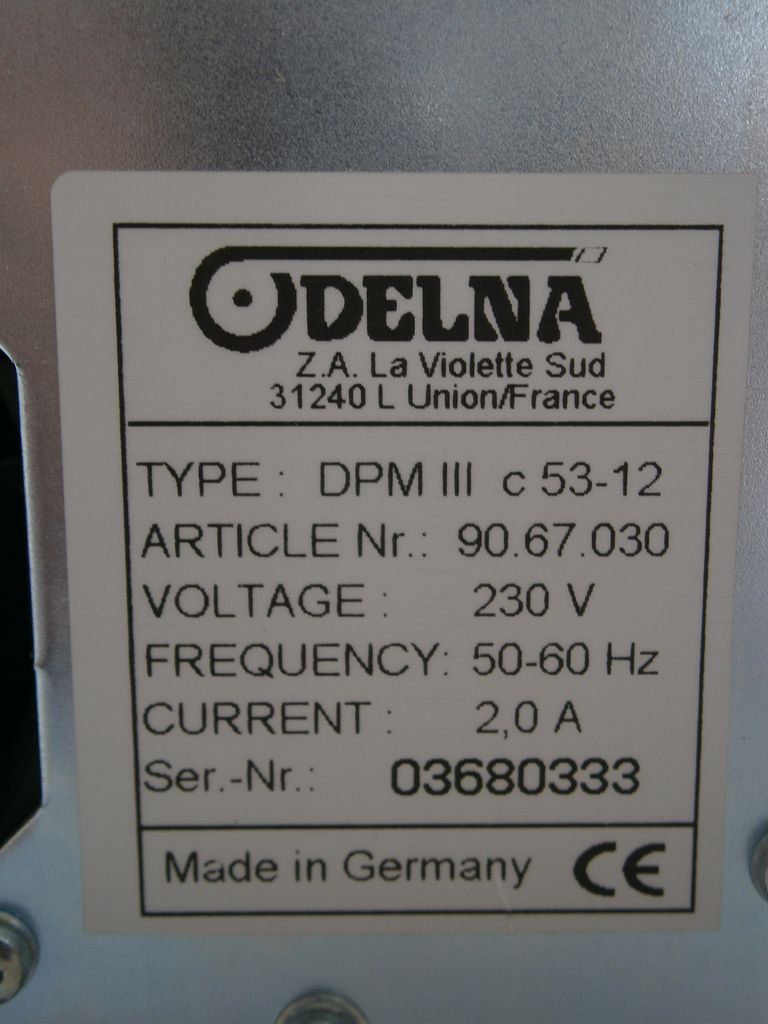 ODELNA
Z.A. La Violette Sud
31240 L Union/France
TYPE : DPM III c 53-12
ARTICLE Nr.: 90.67.030
VOLTAGE : 230 V
FREQUENCY: 50-60 Hz
CURRENT : 2,0 A
Ser.-Nr.: 03680333
Made in Germany CE